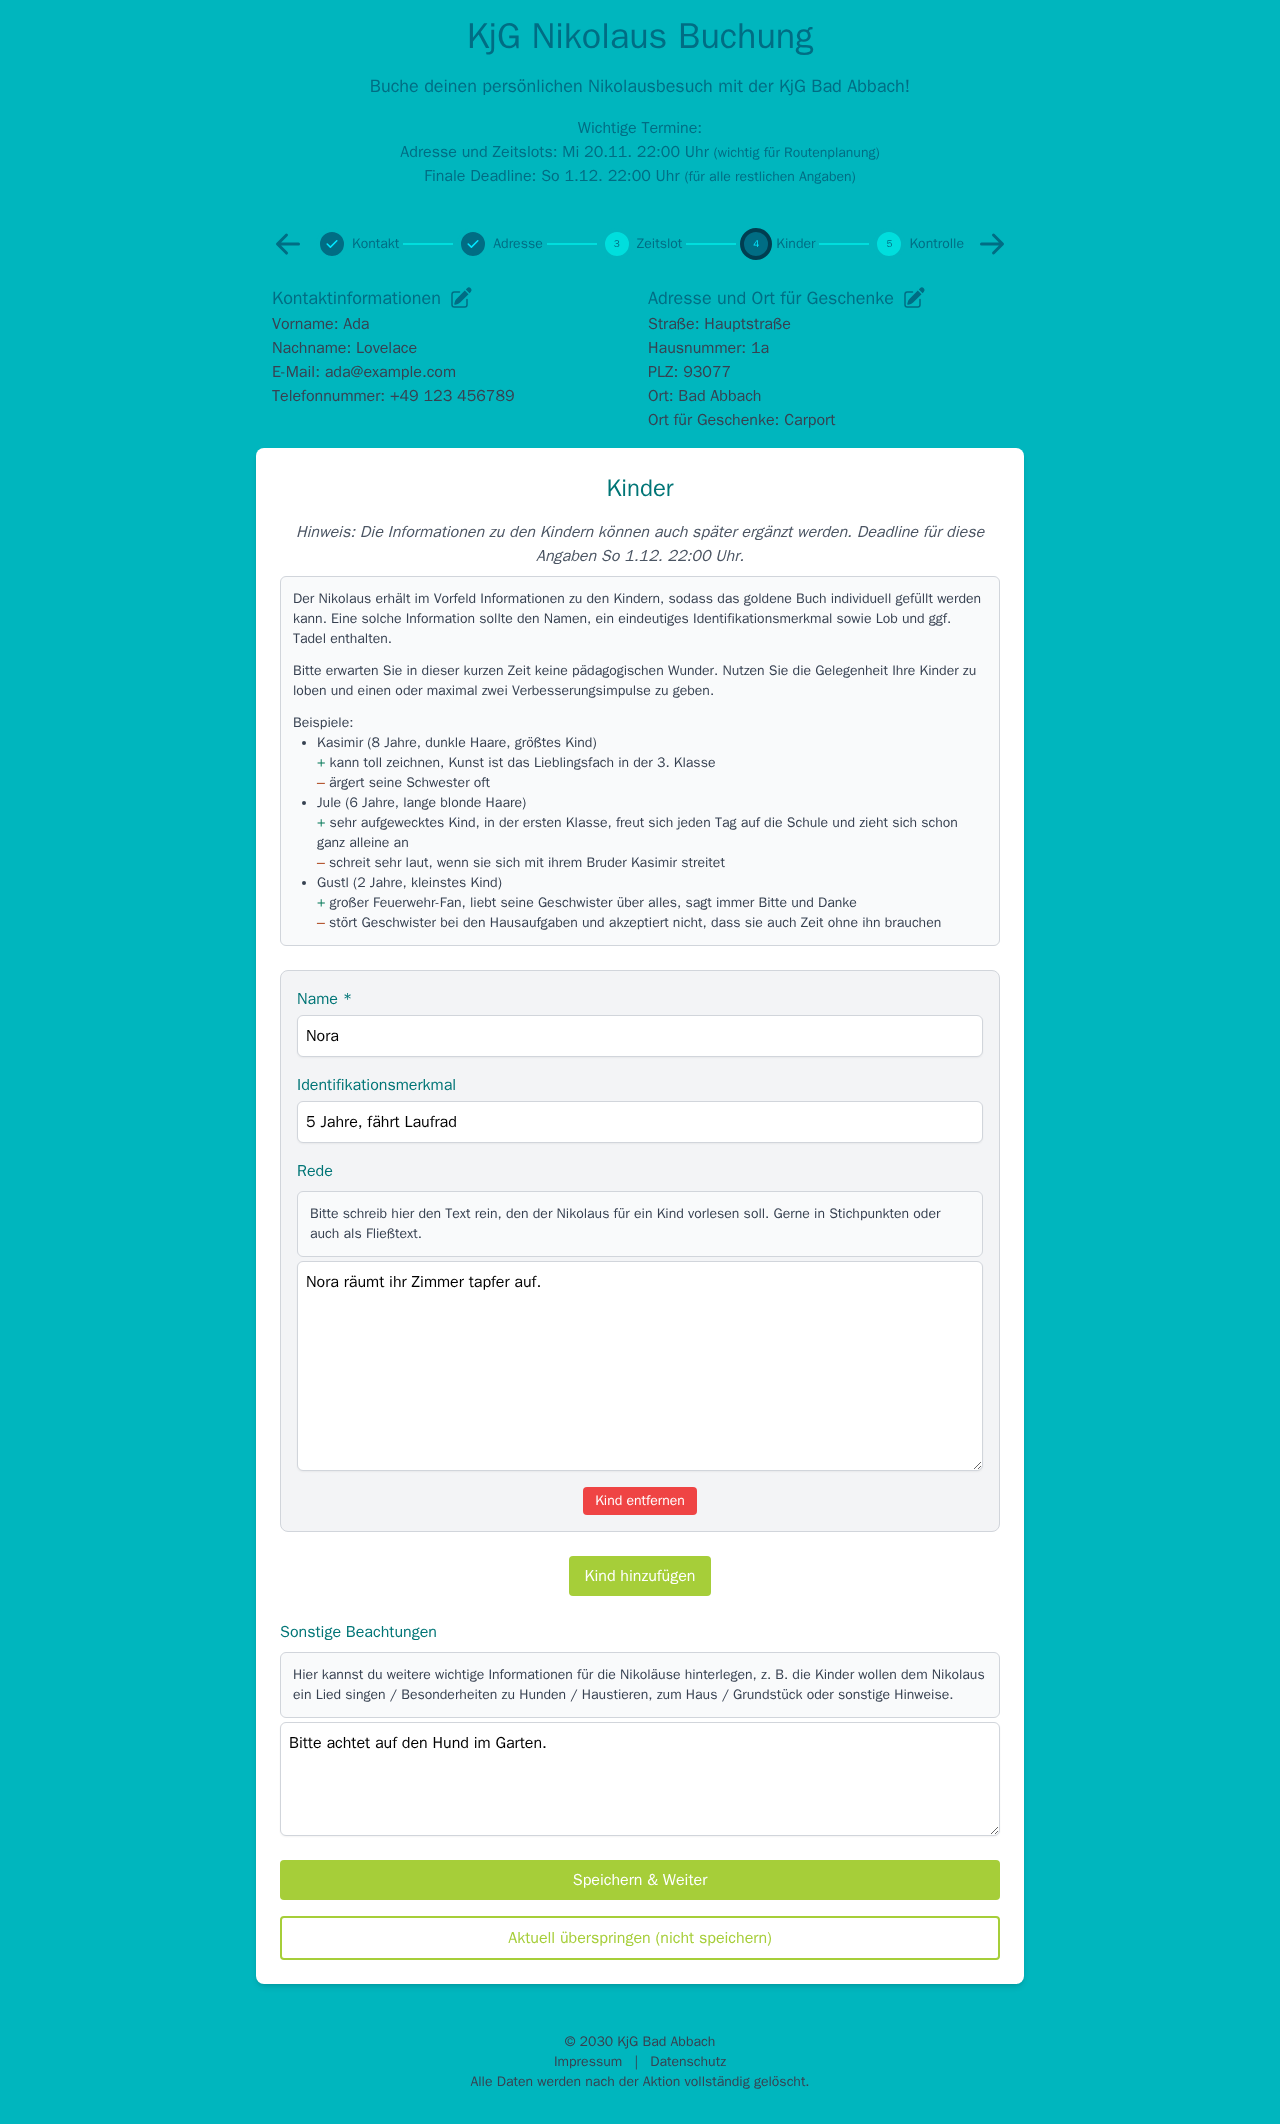 KjG Nikolaus Buchung
Buche deinen persönlichen Nikolausbesuch mit der KjG Bad Abbach!
Wichtige Termine:
Adresse und Zeitslots: Mi 20.11. 22:00 Uhr (wichtig für Routenplanung)
Finale Deadline: So 1.12. 22:00 Uhr (für alle restlichen Angaben)
Kontakt Adresse 3 Zeitslot 4 Kinder 5 Kontrolle
Kontaktinformationen
Vorname: Ada
Nachname: Lovelace
E-Mail: ada@example.com
Telefonnummer: +49 123 456789
Adresse und Ort für Geschenke
Straße: Hauptstraße
Hausnummer: 1a
PLZ: 93077
Ort: Bad Abbach
Ort für Geschenke: Carport
Kinder
Hinweis: Die Informationen zu den Kindern können auch später ergänzt werden. Deadline für diese
Angaben So 1.12. 22:00 Uhr.
Der Nikolaus erhält im Vorfeld Informationen zu den Kindern, sodass das goldene Buch individuell gefüllt werden
kann. Eine solche Information sollte den Namen, ein eindeutiges Identifikationsmerkmal sowie Lob und ggf.
Tadel enthalten.
Bitte erwarten Sie in dieser kurzen Zeit keine pädagogischen Wunder. Nutzen Sie die Gelegenheit Ihre Kinder zu
loben und einen oder maximal zwei Verbesserungsimpulse zu geben.
Beispiele:
• Kasimir (8 Jahre, dunkle Haare, größtes Kind)
+ kann toll zeichnen, Kunst ist das Lieblingsfach in der 3. Klasse
– ärgert seine Schwester oft
• Jule (6 Jahre, lange blonde Haare)
+ sehr aufgewecktes Kind, in der ersten Klasse, freut sich jeden Tag auf die Schule und zieht sich schon
ganz alleine an
– schreit sehr laut, wenn sie sich mit ihrem Bruder Kasimir streitet
• Gustl (2 Jahre, kleinstes Kind)
+ großer Feuerwehr-Fan, liebt seine Geschwister über alles, sagt immer Bitte und Danke
– stört Geschwister bei den Hausaufgaben und akzeptiert nicht, dass sie auch Zeit ohne ihn brauchen
Name *
Nora
Identifikationsmerkmal
5 Jahre, fährt Laufrad
Rede
Bitte schreib hier den Text rein, den der Nikolaus für ein Kind vorlesen soll. Gerne in Stichpunkten oder
auch als Fließtext.
Nora räumt ihr Zimmer tapfer auf.
Kind entfernen
Kind hinzufügen
Sonstige Beachtungen
Hier kannst du weitere wichtige Informationen für die Nikoläuse hinterlegen, z. B. die Kinder wollen dem Nikolaus
ein Lied singen / Besonderheiten zu Hunden / Haustieren, zum Haus / Grundstück oder sonstige Hinweise.
Bitte achtet auf den Hund im Garten.
Speichern & Weiter
Aktuell überspringen (nicht speichern)
© 2030 KjG Bad Abbach
Impressum | Datenschutz
Alle Daten werden nach der Aktion vollständig gelöscht.